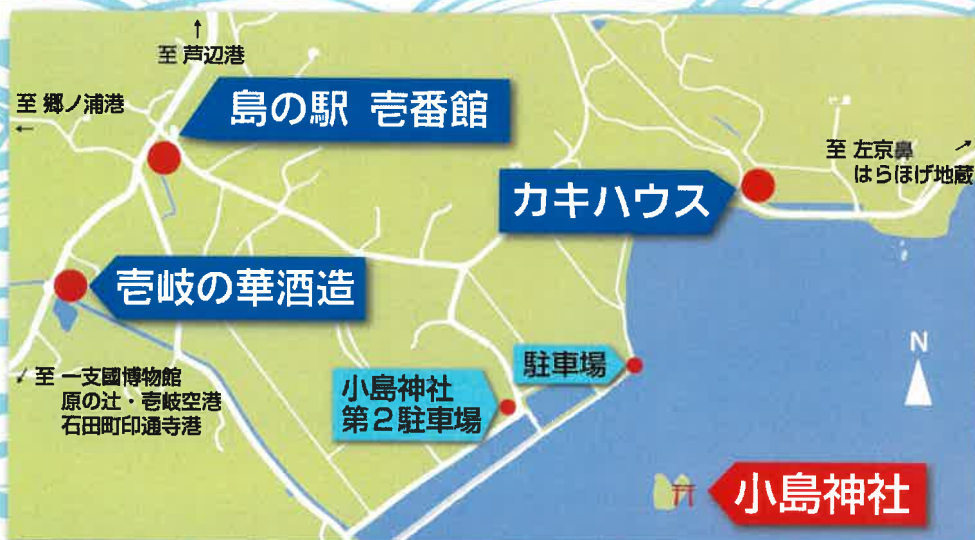 ↑
至 芦辺港
至 郷ノ浦港
←
島の駅 壱番館
至 左京鼻
はらほげ地蔵
カキハウス
壱岐の華酒造
N
駐車場
至 一支國博物館
原の辻・壱岐空港
石田町印通寺港
小島神社
第2駐車場
小島神社